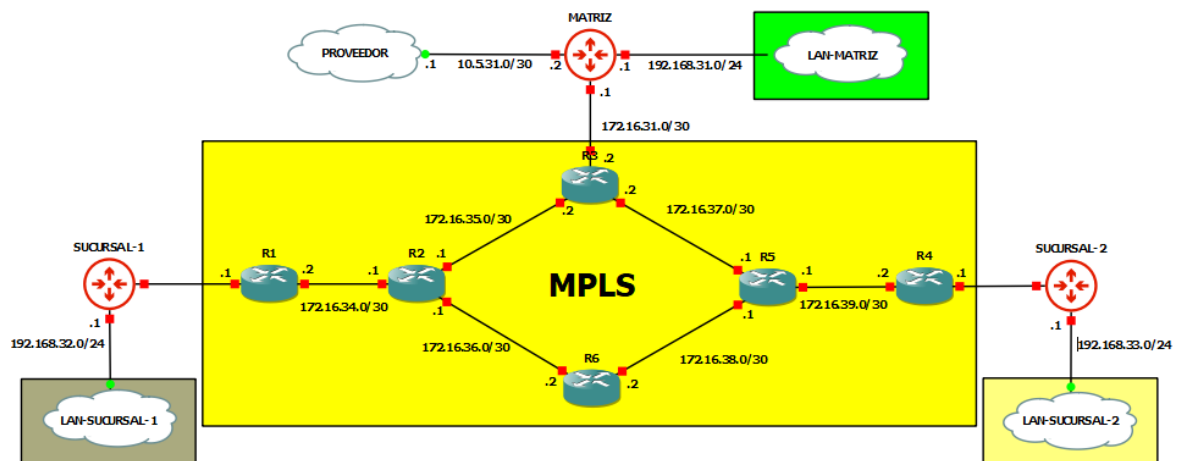 MATRIZ
PROVEEDOR
.1
10.5.31.0/30
.2
.1
192.168.31.0/24
LAN-MATRIZ
.1
172.16.31.0/30
R3
.2
.2
.2
172.16.35.0/30
172.16.37.0/30
SUCURSAL-1
R1
R2
.1
MPLS
.1
R5
R4
SUCURSAL-2
.1
.2
.1
.1
.2
.1
172.16.34.0/30
.1
.1
172.16.39.0/30
.1
.1
192.168.32.0/24
172.16.36.0/30
172.16.38.0/30
192.168.33.0/24
R6
.2
.2
LAN-SUCURSAL-1
LAN-SUCURSAL-2